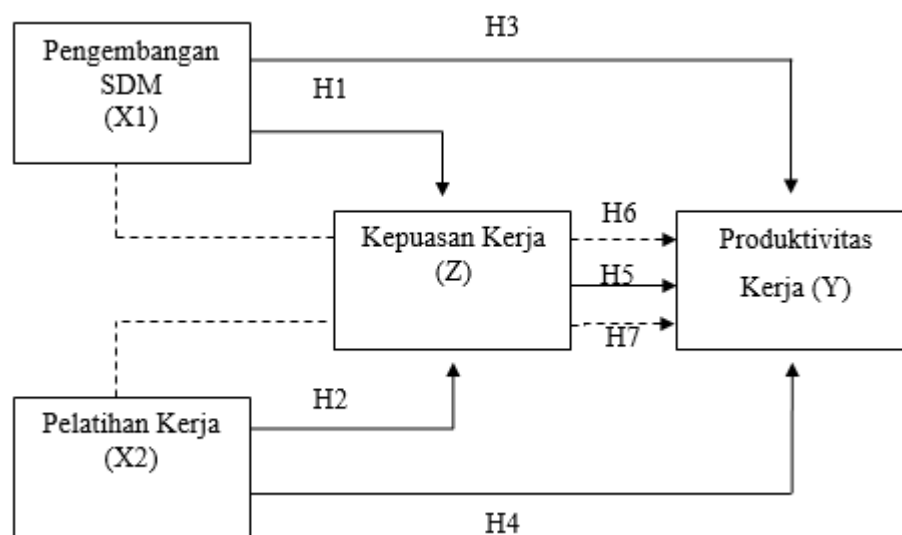 H3
Pengembangan
SDM
(X1)
H1
Kepuasan Kerja
(Z)
H6
H5
H7
Produktivitas
Kerja (Y)
Pelatihan Kerja
(X2)
H2
H4